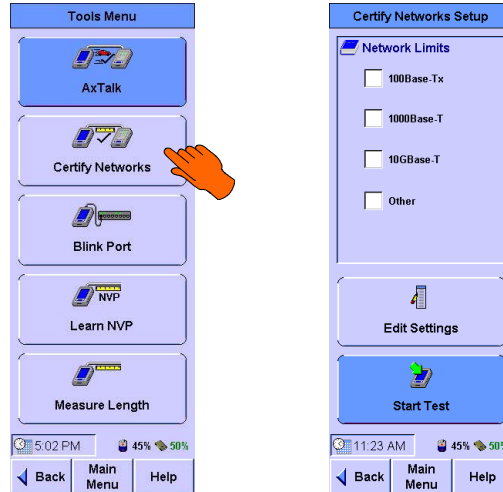 Tools Menu
AxTalk
Certify Networks
Blink Port
NVP
Learn NVP
Measure Length
5:02 PM 45% 50%
Back Main Menu Help
Certify Networks Setup
Network Limits
100Base-Tx
1000Base-T
10GBase-T
Other
Edit Settings
Start Test
11:23 AM 45% 50%
Back Main Menu Help